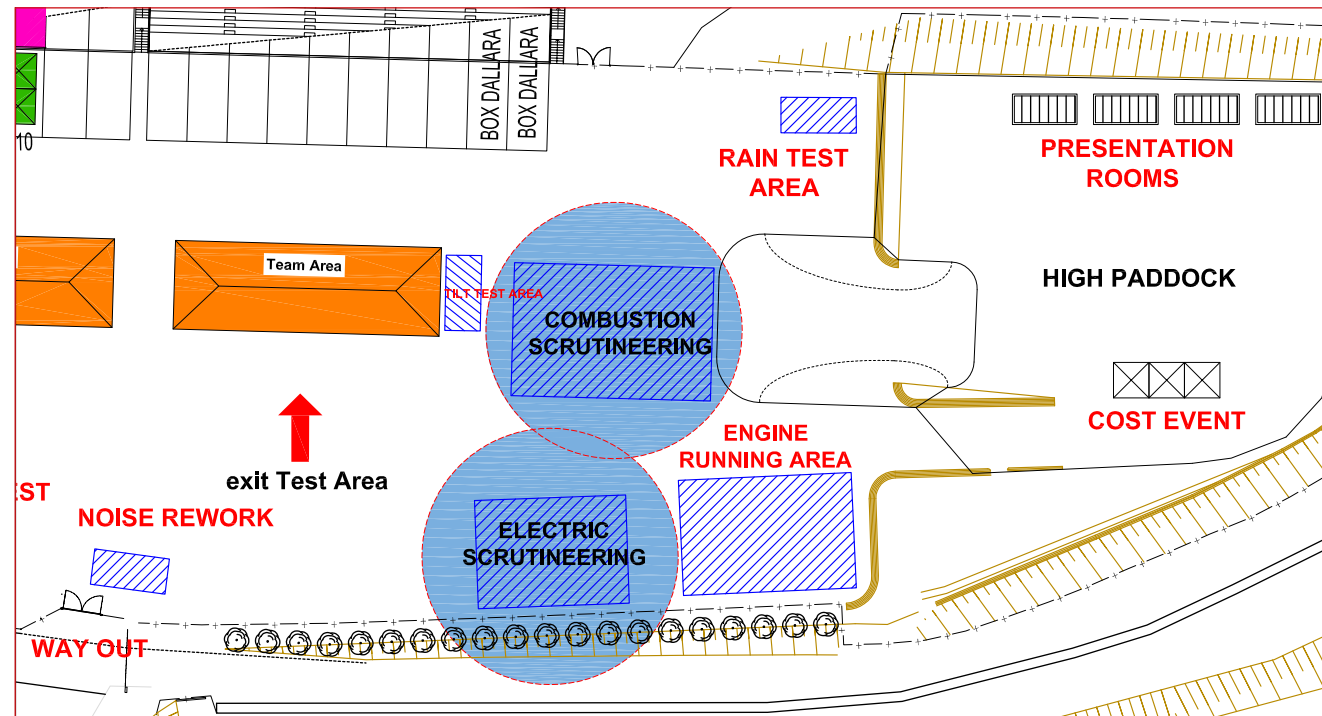 BOX DALLARA
BOX DALLARA
10
RAIN TEST
AREA
PRESENTATION
ROOMS
Team Area
TILT TEST AREA
HIGH PADDOCK
COMBUSTION
SCRUTINEERING
COST EVENT
ENGINE
RUNNING AREA
exit Test Area
EST
NOISE REWORK
ELECTRIC
SCRUTINEERING
WAY OUT